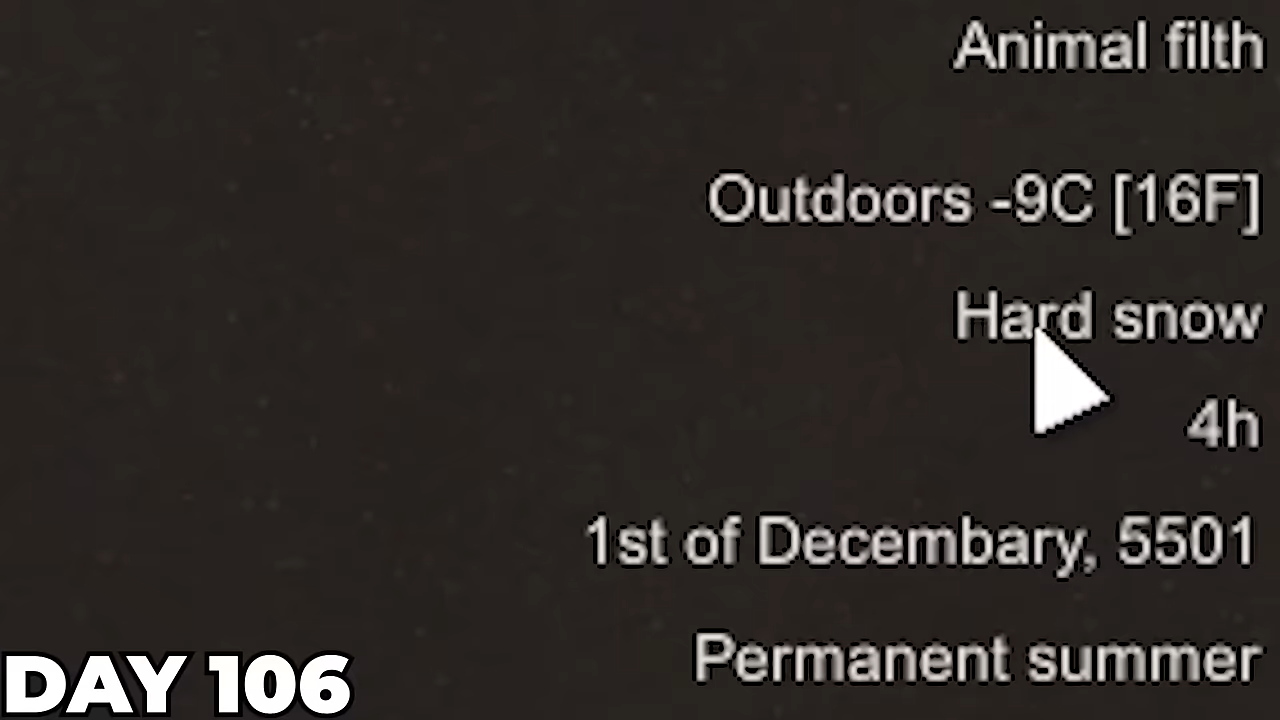 Animal filth
Outdoors -9C [16F]
Hard snow
4h
1st of Decembary, 5501
Permanent summer
DAY 106